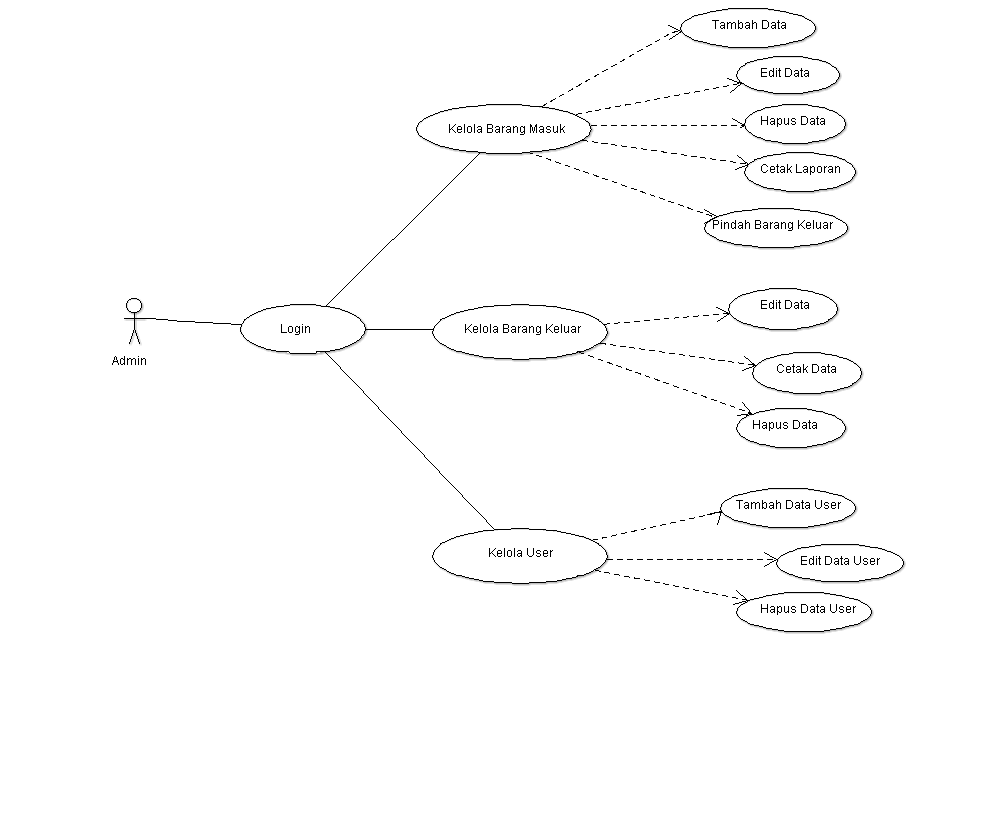 Tambah Data
Edit Data
Hapus Data
Cetak Laporan
Pindah Barang Keluar
Kelola Barang Masuk
Admin
Login
Kelola Barang Keluar
Edit Data
Cetak Data
Hapus Data
Kelola User
Tambah Data User
Edit Data User
Hapus Data User